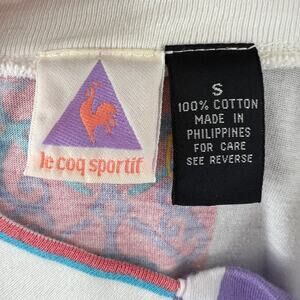 le coq sportif
S
100% COTTON
MADE IN
PHILIPPINES
FOR CARE
SEE REVERSE